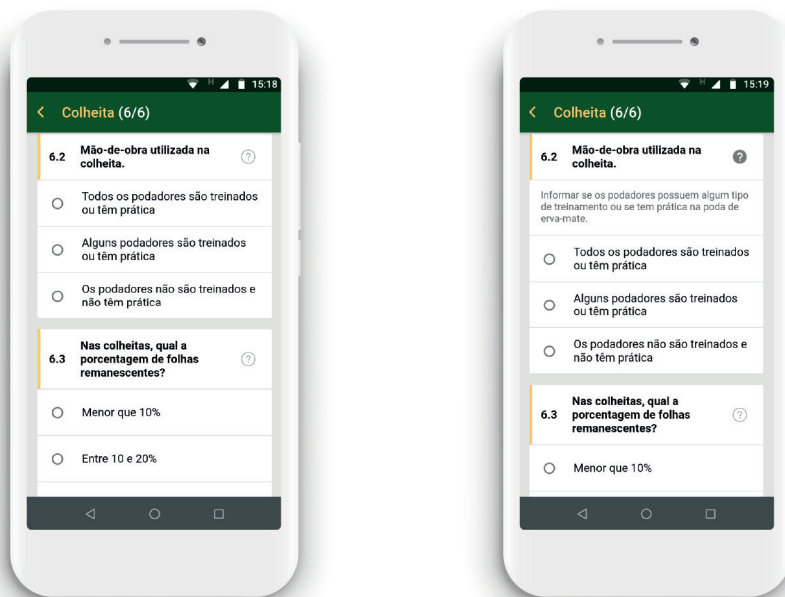 H 15:18
Colheita (6/6)
6.2 Mão-de-obra utilizada na
colheita. ?
Todos os podadores são treinados
ou têm prática
Alguns podadores são treinados
ou têm prática
Os podadores não são treinados e
não têm prática
6.3 Nas colheitas, qual a
porcentagem de folhas
remanescentes? ?
Menor que 10%
Entre 10 e 20%
H 15:19
Colheita (6/6)
6.2 Mão-de-obra utilizada na
colheita. ?
Informar se os podadores possuem algum tipo
de treinamento ou se tem prática na poda de
erva-mate.
Todos os podadores são treinados
ou têm prática
Alguns podadores são treinados
ou têm prática
Os podadores não são treinados e
não têm prática
6.3 Nas colheitas, qual a
porcentagem de folhas
remanescentes? ?
Menor que 10%